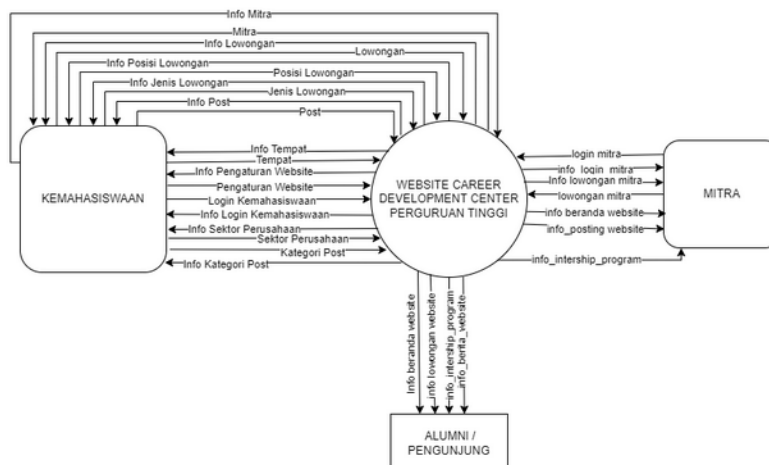 Info Mitra
Mitra
Info Lowongan
Lowongan
Info Posisi Lowongan
Posisi Lowongan
Info Jenis Lowongan
Jenis Lowongan
Info Post
Post
Info Tempat
Tempat
Info Pengaturan Website
Pengaturan Website
Login Kemahasiswaan
Info Login Kemahasiswaan
Info Sektor Perusahaan
Sektor Perusahaan
Kategori Post
Info Kategori Post
KEMAHASISWAAN
WEBSITE CAREER
DEVELOPMENT CENTER
PERGURUAN TINGGI
login mitra
info_login_mitra
Info lowongan mitra
lowongan mitra
info beranda website
info_posting website
info_intership_program
MITRA
Info beranda website
info lowongan website
info_intership_program
info_berita_website
ALUMNI /
PENGUNJUNG